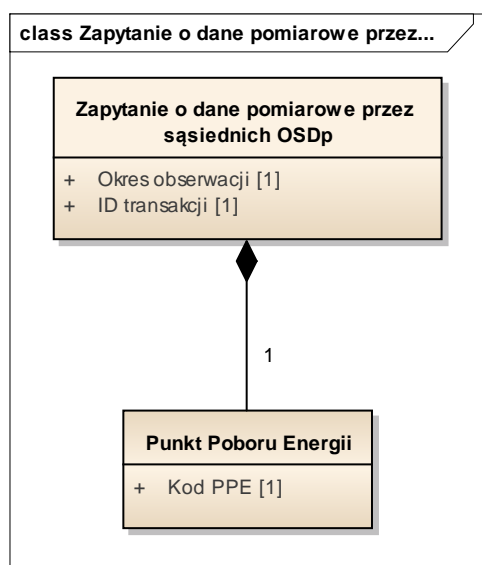 class Zapytanie o dane pomiarowe przez...
Zapytanie o dane pomiarowe przez
sąsiednich OSDp
+ Okres obserwacji [1]
+ ID transakcji [1]
1
Punkt Poboru Energii
+ Kod PPE [1]